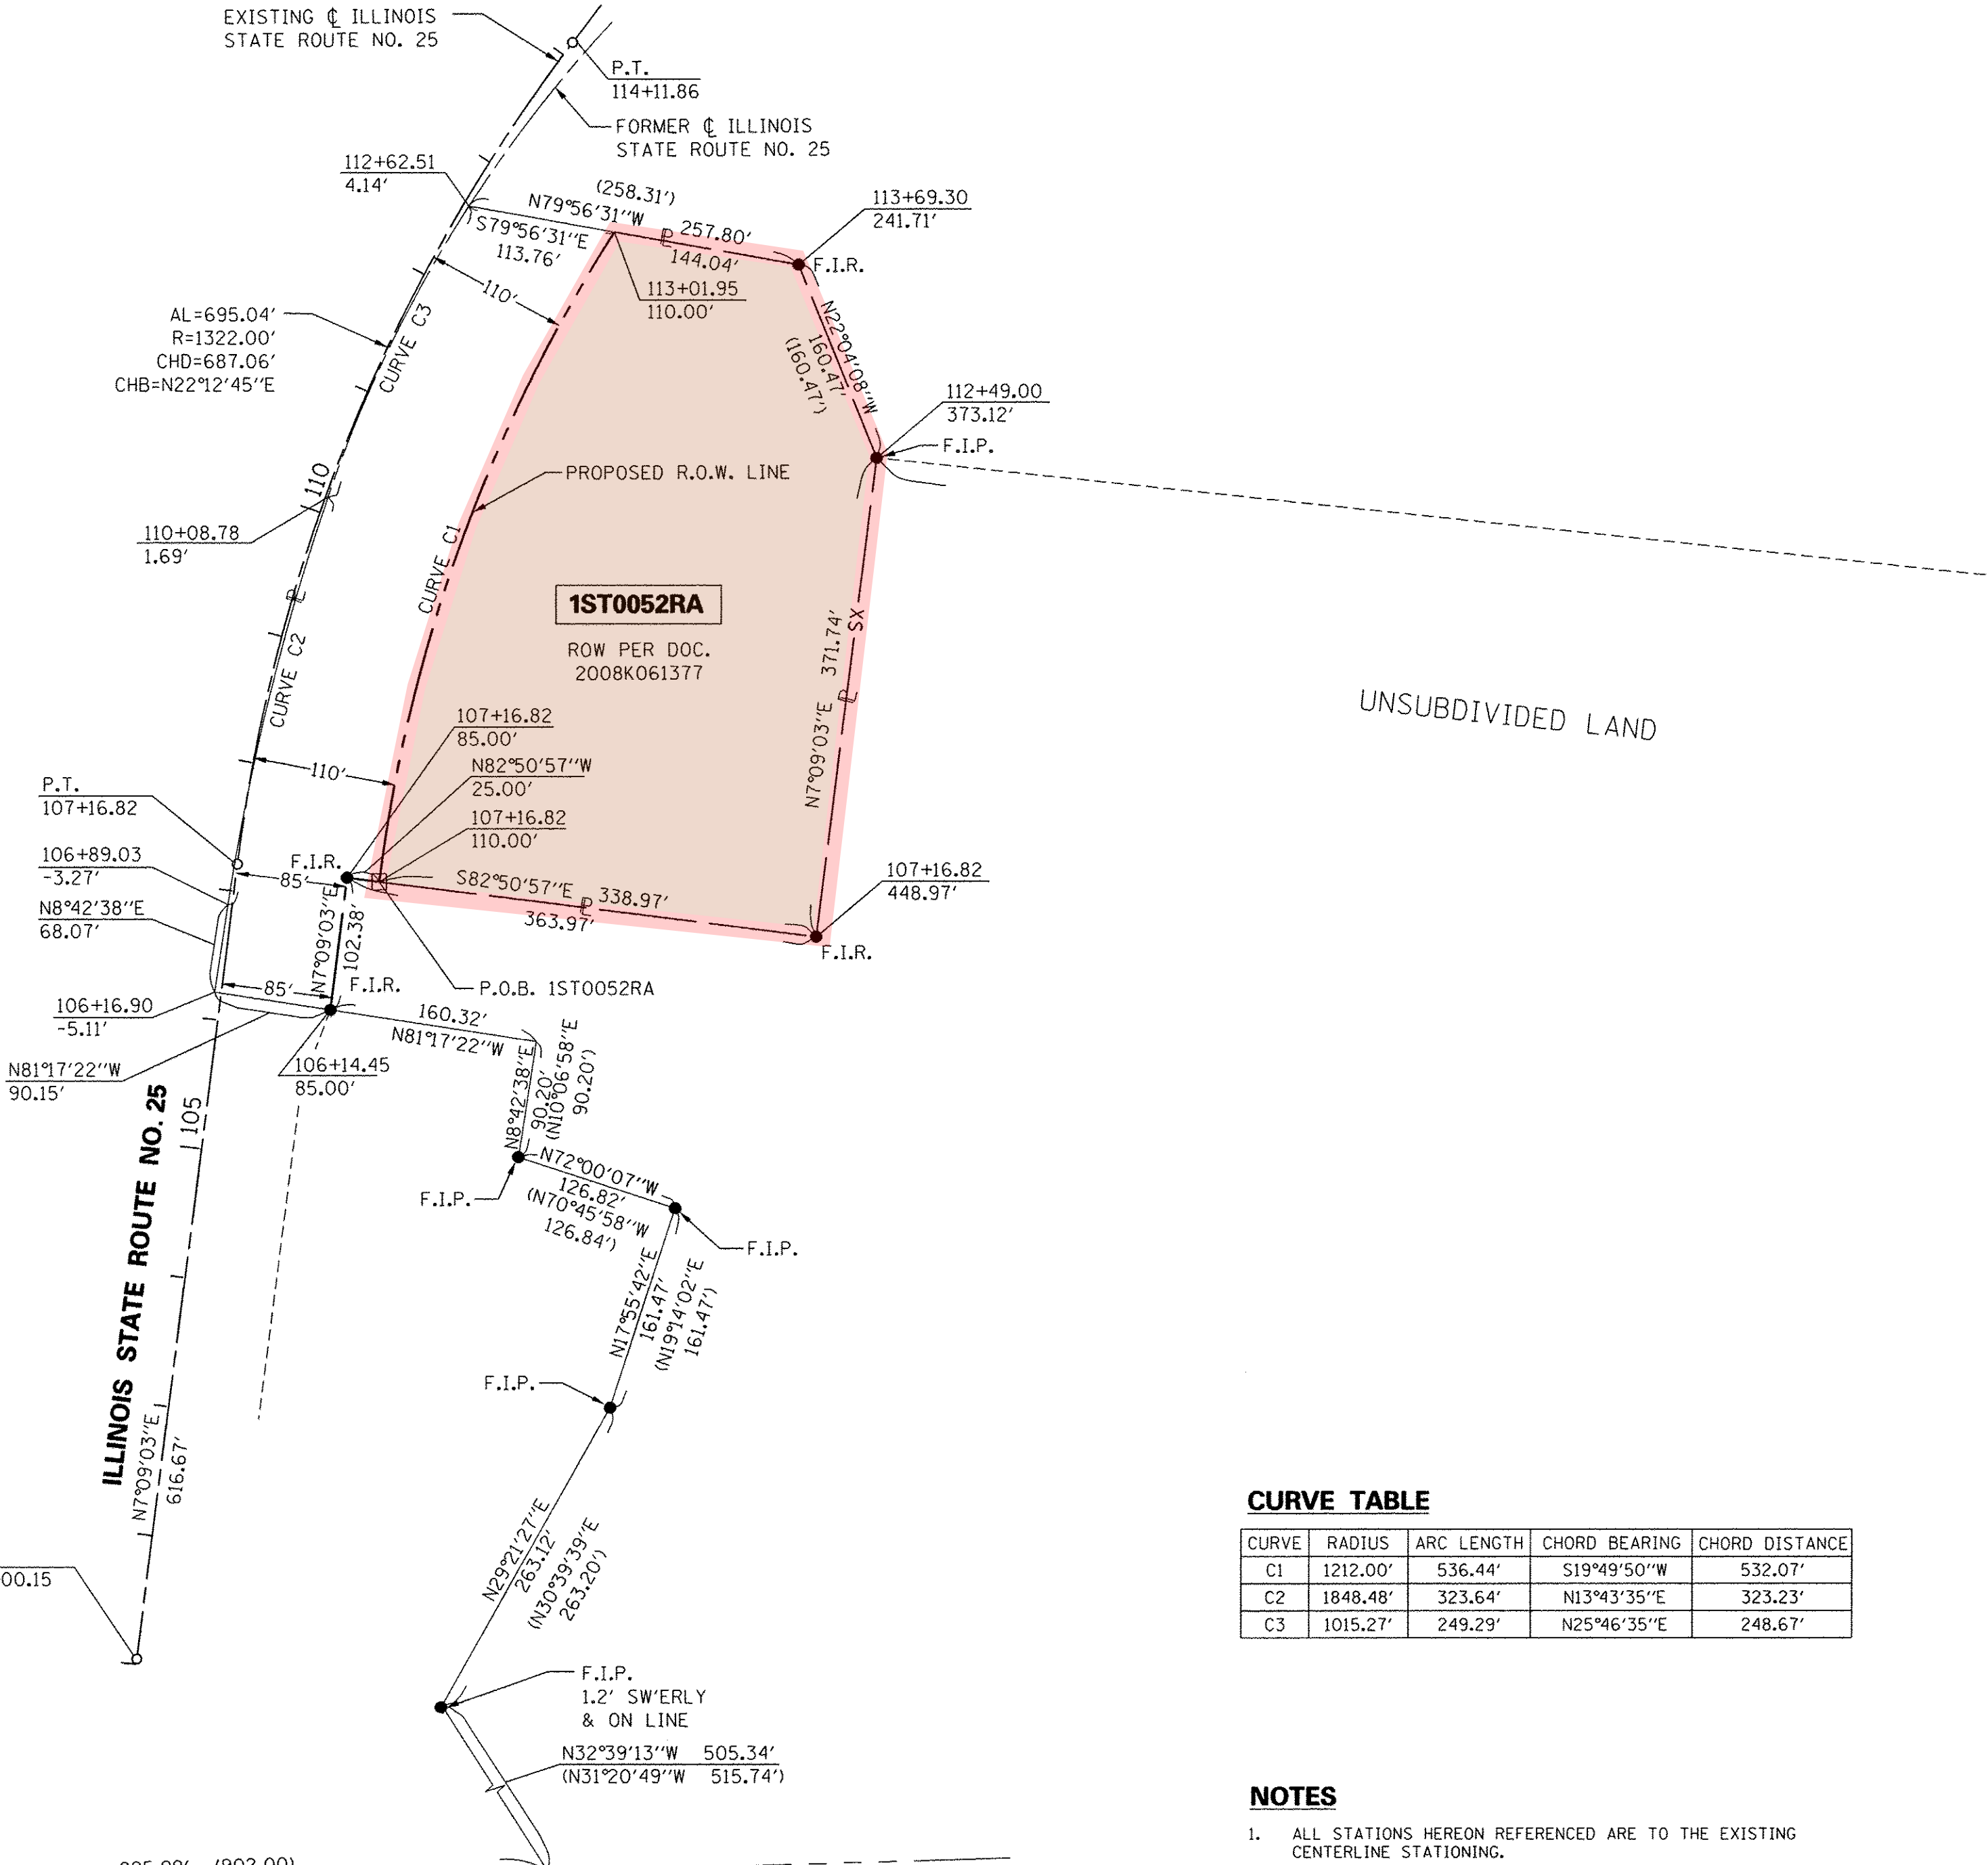 EXISTING ℄ ILLINOIS
STATE ROUTE NO. 25
P.T.
114+11.86
FORMER ℄ ILLINOIS
STATE ROUTE NO. 25
112+62.51
4.14'
(258.31')
N79°56'31''W
S79°56'31''E
113.76'
257.80'
144.04'
113+69.30
241.71'
F.I.R.
113+01.95
110.00'
110'
N22°04'08''W
160.47'
(160.47')
AL=695.04'
R=1322.00'
CHD=687.06'
CHB=N22°12'45''E
CURVE C3
112+49.00
373.12'
F.I.P.
PROPOSED R.O.W. LINE
110
110+08.78
1.69'
CURVE C1
1ST0052RA
ROW PER DOC.
2008K061377
N7°09'03''E 371.74'
SX
CURVE C2
UNSUBDIVIDED LAND
107+16.82
85.00'
N82°50'57''W
25.00'
107+16.82
110.00'
110'
P.T.
107+16.82
106+89.03
-3.27'
F.I.R.
85'
N8°42'38''E
68.07'
S82°50'57''E 338.97'
363.97'
107+16.82
448.97'
F.I.R.
N7°09'03''E
102.38'
F.I.R.
85'
P.O.B. 1ST0052RA
106+16.90
-5.11'
160.32'
N81°17'22''W
N81°17'22''W
90.15'
106+14.45
85.00'
N8°42'38''E
90.20'
(N10°06'58''E
90.20')
105
ILLINOIS STATE ROUTE NO. 25
F.I.P.
N72°00'07''W
126.82'
(N70°45'58''W
126.84')
F.I.P.
N17°55'42''E
161.47'
(N19°14'02''E
161.47')
F.I.P.
N7°09'03''E
616.67'
N29°21'27''E
263.12'
(N30°39'39''E
263.20')
00.15
F.I.P.
1.2' SW'ERLY
& ON LINE
N32°39'13''W 505.34'
(N31°20'49''W 515.74')
CURVE TABLE
CURVE RADIUS ARC LENGTH CHORD BEARING CHORD DISTANCE
C1 1212.00' 536.44' S19°49'50''W 532.07'
C2 1848.48' 323.64' N13°43'35''E 323.23'
C3 1015.27' 249.29' N25°46'35''E 248.67'
NOTES
1. ALL STATIONS HEREON REFERENCED ARE TO THE EXISTING
CENTERLINE STATIONING.